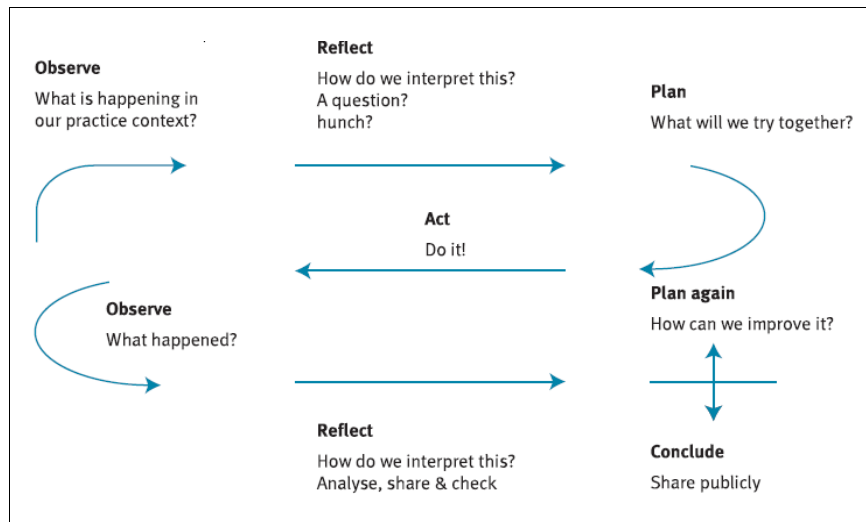 Observe
What is happening in
our practice context?
Reflect
How do we interpret this?
A question?
hunch?
Plan
What will we try together?
Act
Do it!
Observe
What happened?
Plan again
How can we improve it?
Reflect
How do we interpret this?
Analyse, share & check
Conclude
Share publicly